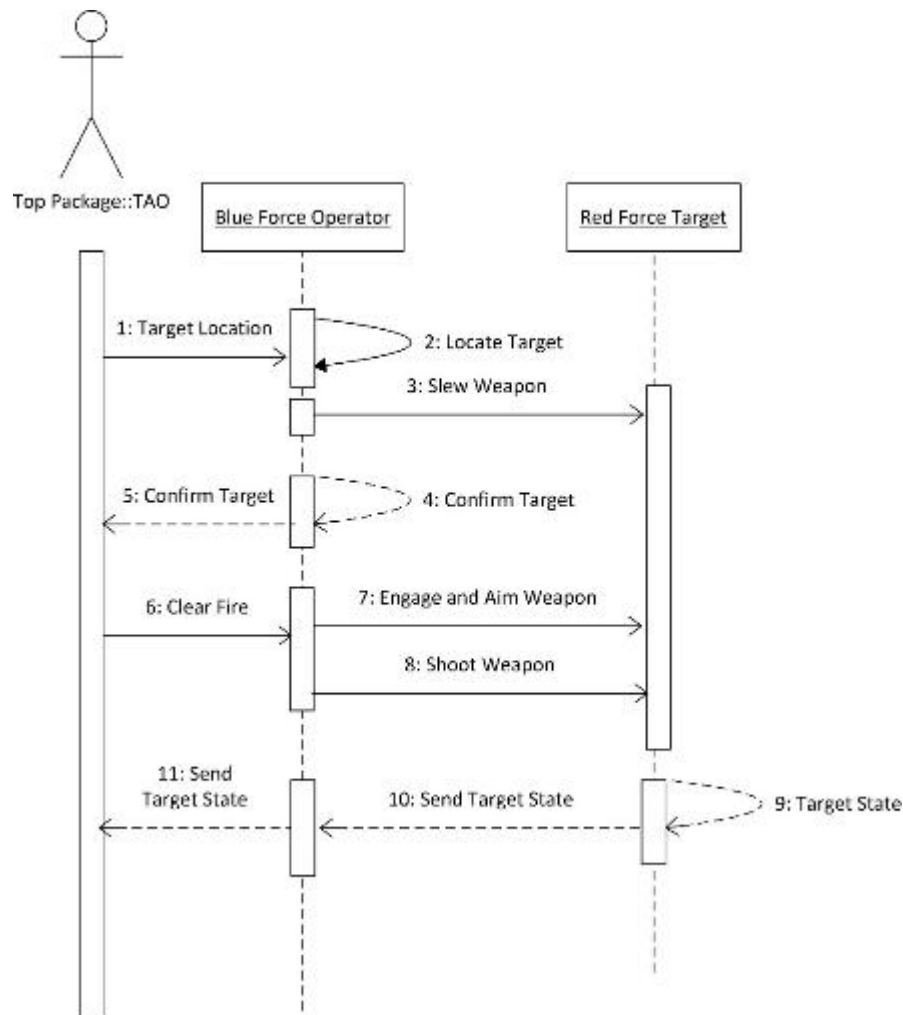 Top Package::TAO
Blue Force Operator
Red Force Target
1: Target Location
2: Locate Target
3: Slew Weapon
5: Confirm Target
4: Confirm Target
6: Clear Fire
7: Engage and Aim Weapon
8: Shoot Weapon
11: Send
Target State
10: Send Target State
9: Target State